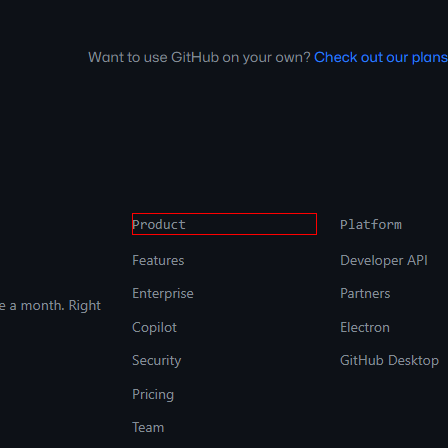 Want to use GitHub on your own? Check out our plans
Product
Platform
Features
Developer API
Enterprise
Partners
e a month. Right
Copilot
Electron
Security
GitHub Desktop
Pricing
Team